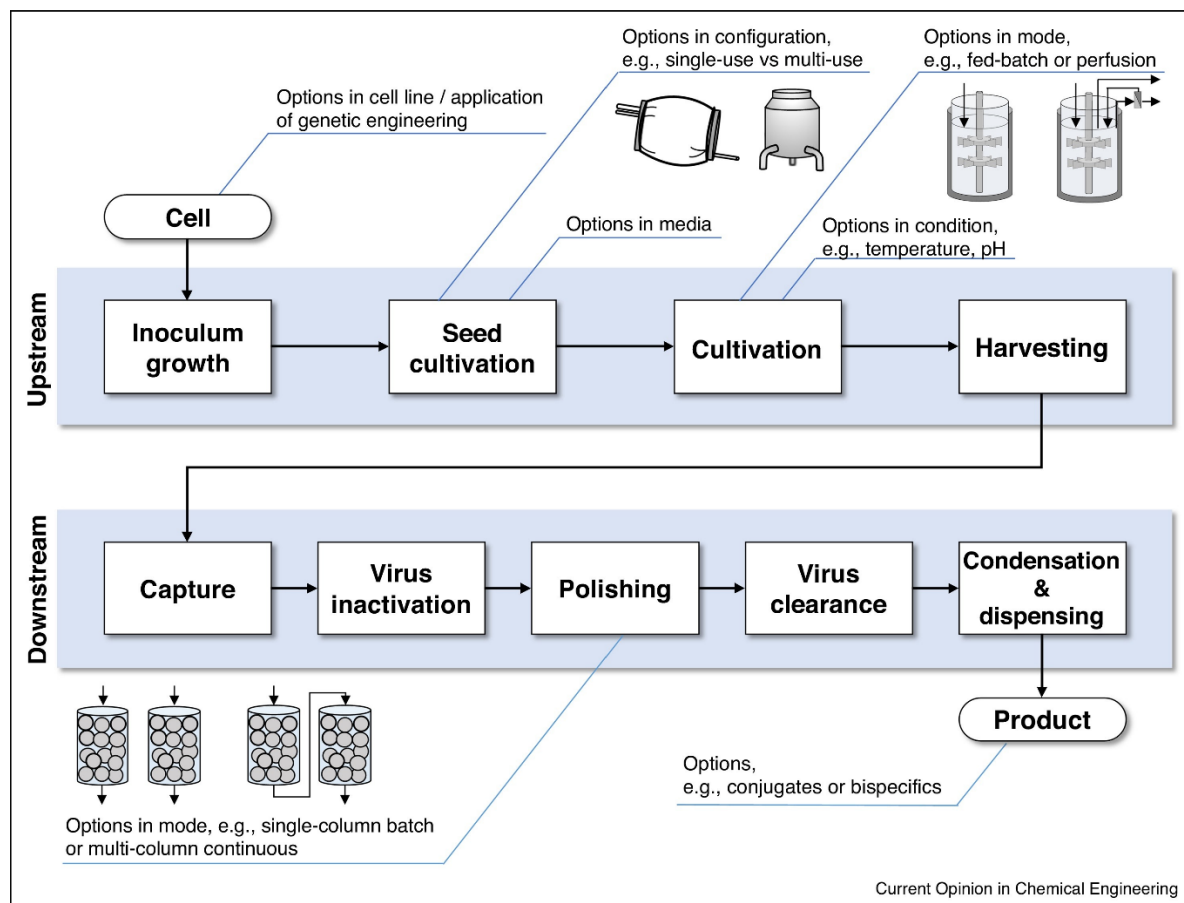 Options in configuration,
e.g., single-use vs multi-use
Options in mode,
e.g., fed-batch or perfusion
Options in cell line / application
of genetic engineering
Cell
Options in media
Options in condition,
e.g., temperature, pH
Upstream
Inoculum
growth
Seed
cultivation
Cultivation
Harvesting
Downstream
Capture
Virus
inactivation
Polishing
Virus
clearance
Condensation
&
dispensing
Product
Options,
e.g., conjugates or bispecifics
Options in mode, e.g., single-column batch
or multi-column continuous
Current Opinion in Chemical Engineering